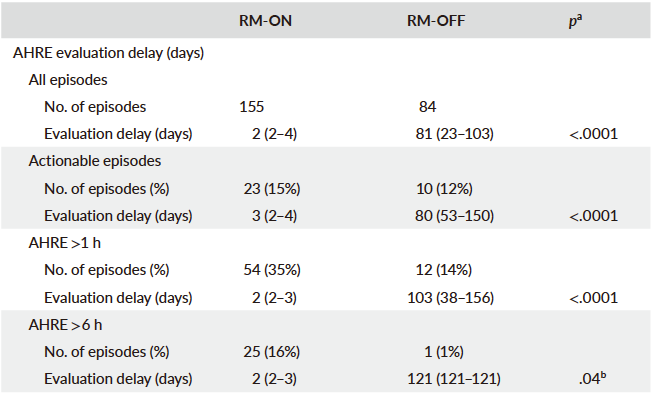 RM-ON RM-OFF pᵃ
AHRE evaluation delay (days)
All episodes
No. of episodes 155 84
Evaluation delay (days) 2 (2–4) 81 (23–103) <.0001
Actionable episodes
No. of episodes (%) 23 (15%) 10 (12%)
Evaluation delay (days) 3 (2–4) 80 (53–150) <.0001
AHRE >1 h
No. of episodes (%) 54 (35%) 12 (14%)
Evaluation delay (days) 2 (2–3) 103 (38–156) <.0001
AHRE >6 h
No. of episodes (%) 25 (16%) 1 (1%)
Evaluation delay (days) 2 (2–3) 121 (121–121) .04ᵇ